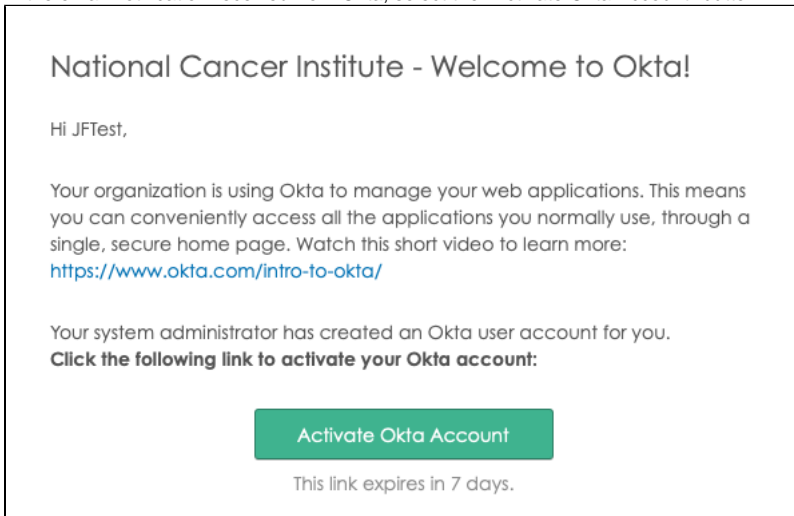 National Cancer Institute - Welcome to Okta!
Hi JFTest,
Your organization is using Okta to manage your web applications. This means
you can conveniently access all the applications you normally use, through a
single, secure home page. Watch this short video to learn more:
https://www.okta.com/intro-to-okta/
Your system administrator has created an Okta user account for you.
Click the following link to activate your Okta account:
Activate Okta Account
This link expires in 7 days.